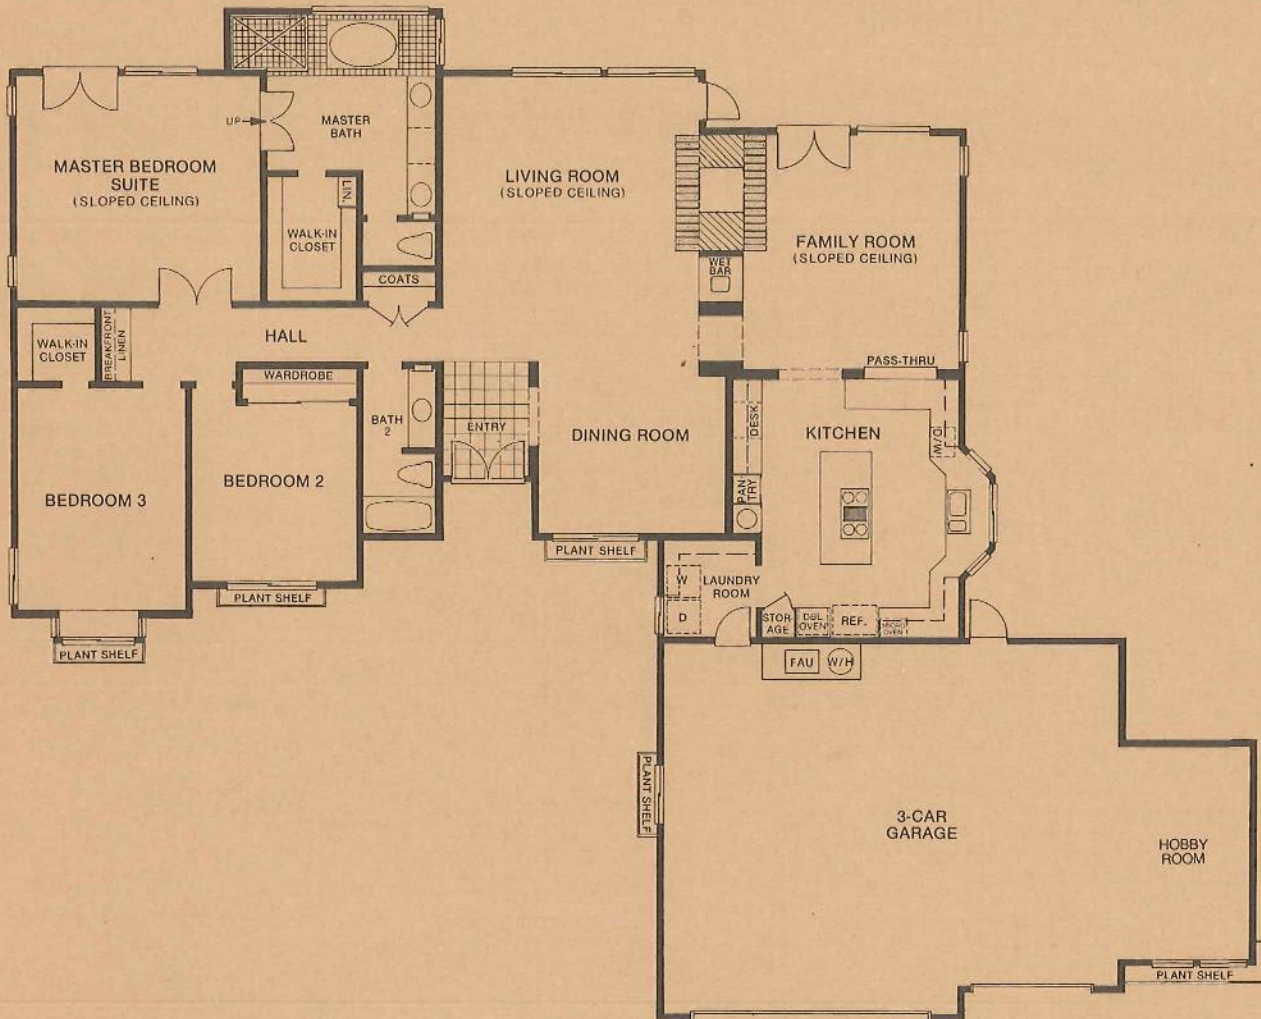 UP
MASTER
BATH
MASTER BEDROOM
SUITE
(SLOPED CEILING)
LIN.
WALK-IN
CLOSET
COATS
LIVING ROOM
(SLOPED CEILING)
WET
BAR
FAMILY ROOM
(SLOPED CEILING)
PASS-THRU
HALL
WALK-IN
CLOSET
BREAKFRONT
LINEN
WARDROBE
BATH
2
ENTRY
DINING ROOM
DESK
KITCHEN
D/W
PAN-
TRY
BEDROOM 3
BEDROOM 2
PLANT SHELF
PLANT SHELF
PLANT SHELF
W
D
LAUNDRY
ROOM
STOR-
AGE
DBL
OVEN
REF.
MICRO
OVEN
FAU
W/H
PLANT SHELF
3-CAR
GARAGE
HOBBY
ROOM
PLANT SHELF